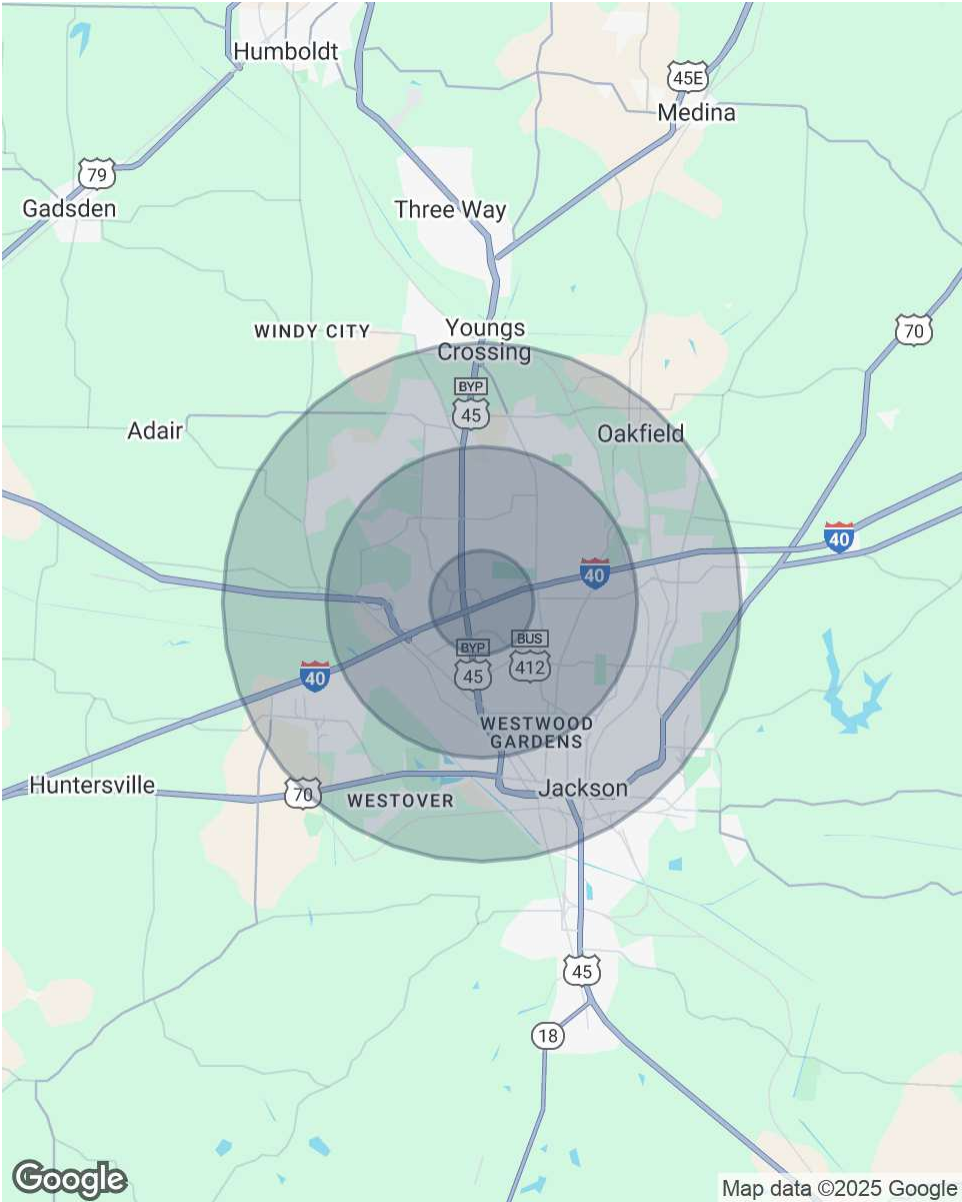 Humboldt
45E
Medina
79
Gadsden
Three Way
WINDY CITY
Youngs
Crossing
70
BYP
45
Adair
Oakfield
40
40
BUS
412
BYP
45
40
WESTWOOD
GARDENS
Huntersville
70
WESTOVER
Jackson
45
18
Google
Map data ©2025 Google